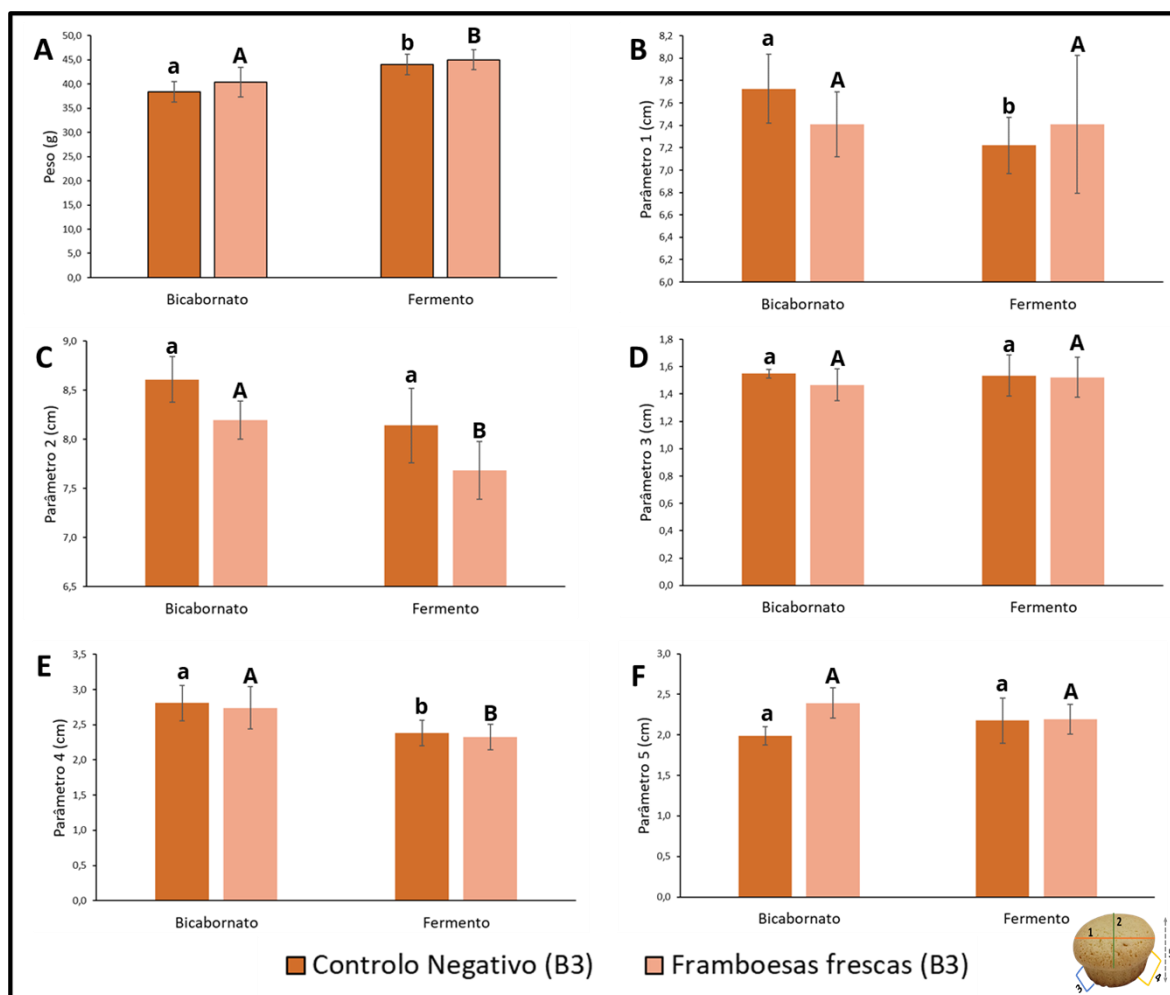 A
Peso (g)
50,0
45,0
40,0
35,0
30,0
25,0
20,0
15,0
10,0
5,0
0,0
a
A
b
B
Bicabornato
Fermento
B
Parâmetro 1 (cm)
8,2
8,0
7,8
7,6
7,4
7,2
7,0
6,8
6,6
6,4
6,2
6,0
a
A
b
A
Bicabornato
Fermento
C
Parâmetro 2 (cm)
9,0
8,5
8,0
7,5
7,0
6,5
a
A
a
B
Bicabornato
Fermento
D
Parâmetro 3 (cm)
1,8
1,6
1,4
1,2
1,0
0,8
0,6
0,4
0,2
0,0
a
A
a
A
Bicabornato
Fermento
E
Parâmetro 4 (cm)
3,5
3,0
2,5
2,0
1,5
1,0
0,5
0,0
a
A
b
B
Bicabornato
Fermento
F
Parâmetro 5 (cm)
3,0
2,5
2,0
1,5
1,0
0,5
0,0
a
A
a
A
Bicabornato
Fermento
Controlo Negativo (B3)
Framboesas frescas (B3)
1
2
3
4